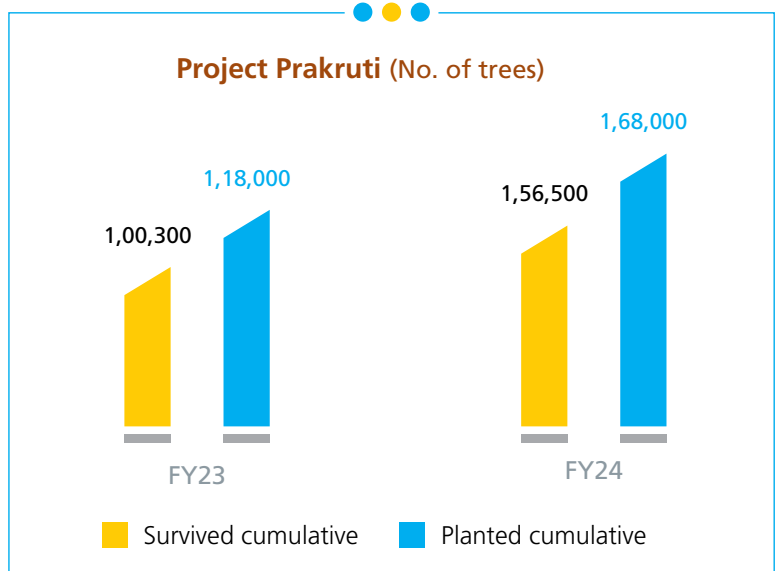 Project Prakruti (No. of trees)
1,68,000
1,18,000
1,56,500
1,00,300
FY23
FY24
Survived cumulative
Planted cumulative